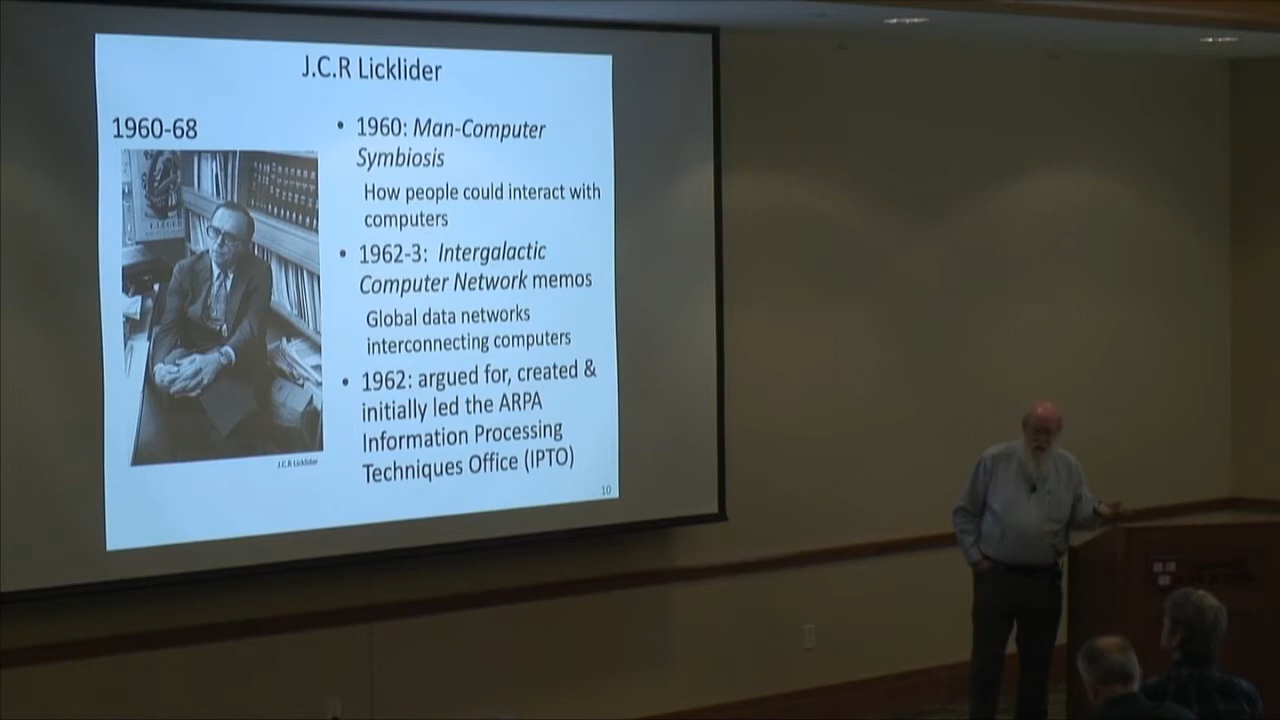 J.C.R Licklider
1960-68
J.C.R Licklider
• 1960: Man-Computer
Symbiosis
How people could interact with
computers
• 1962-3: Intergalactic
Computer Network memos
Global data networks
interconnecting computers
• 1962: argued for, created &
initially led the ARPA
Information Processing
Techniques Office (IPTO)
10